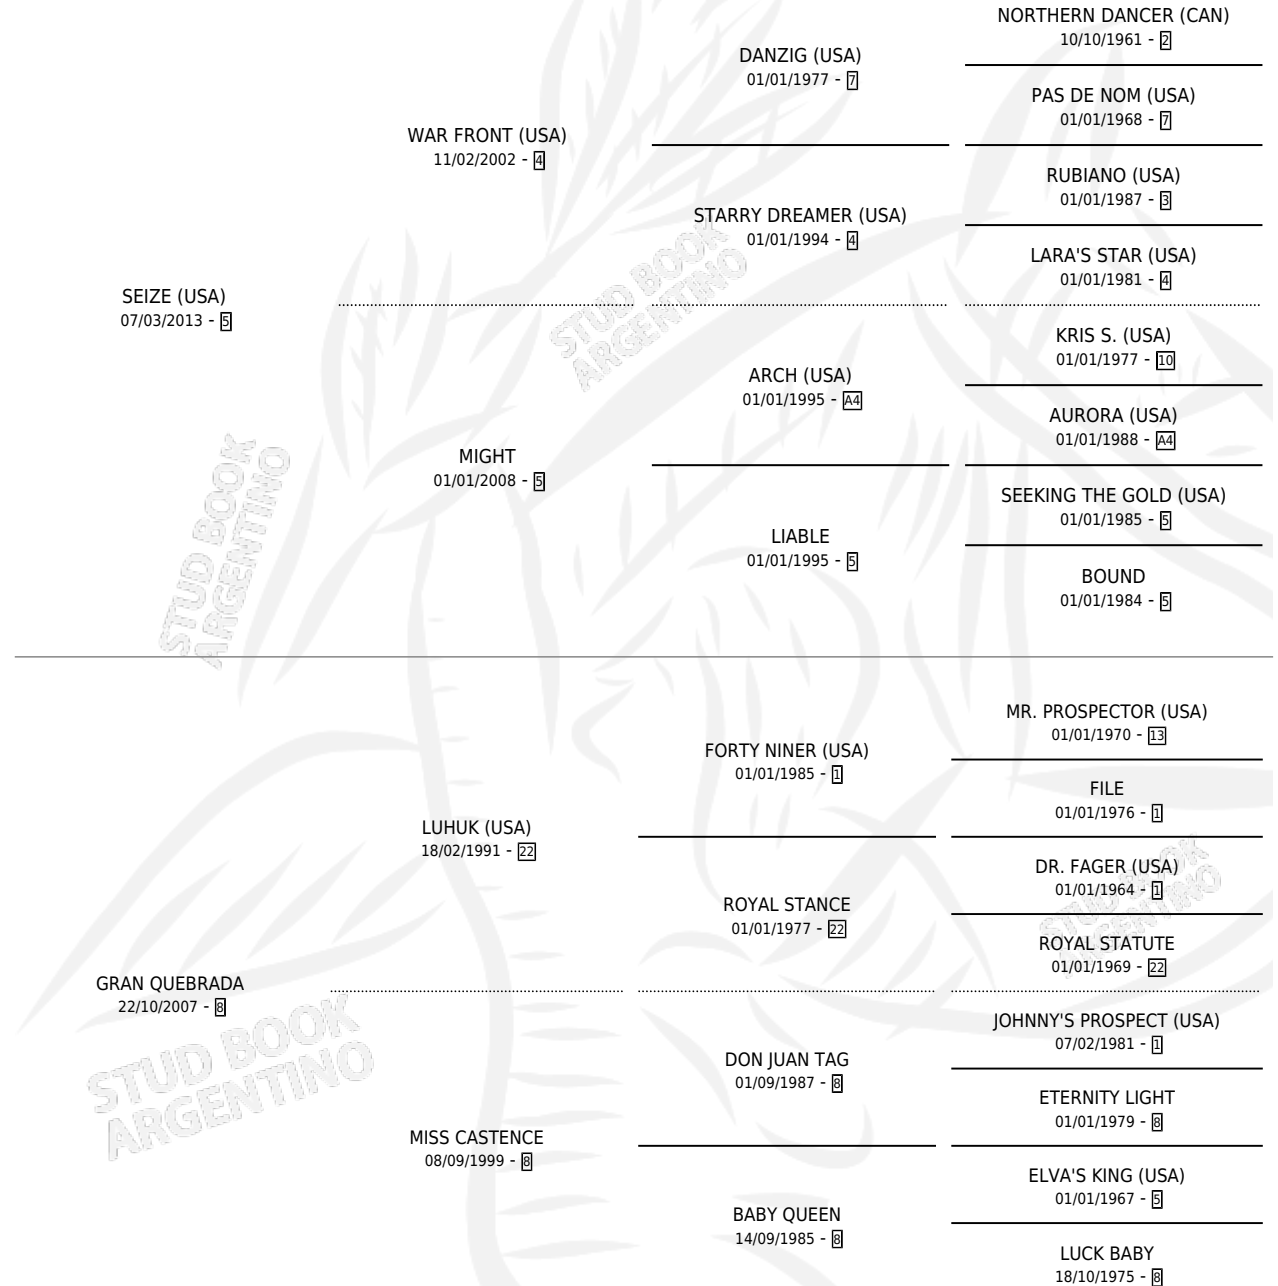 NORTHERN DANCER (CAN)
10/10/1961 - 2
DANZIG (USA)
01/01/1977 - 7
PAS DE NOM (USA)
01/01/1968 - 7
WAR FRONT (USA)
11/02/2002 - 4
RUBIANO (USA)
01/01/1987 - 3
STARRY DREAMER (USA)
01/01/1994 - 4
LARA'S STAR (USA)
01/01/1981 - 4
SEIZE (USA)
07/03/2013 - 5
STUD BOOK
ARGENTINO
KRIS S. (USA)
01/01/1977 - 10
ARCH (USA)
01/01/1995 - A4
AURORA (USA)
01/01/1988 - A4
MIGHT
01/01/2008 - 5
SEEKING THE GOLD (USA)
01/01/1985 - 5
LIABLE
01/01/1995 - 5
BOUND
01/01/1984 - 5
STUD BOOK
ARGENTINO
MR. PROSPECTOR (USA)
01/01/1970 - 13
FORTY NINER (USA)
01/01/1985 - 1
FILE
01/01/1976 - 1
LUHUK (USA)
18/02/1991 - 22
DR. FAGER (USA)
01/01/1964 - 1
ROYAL STANCE
01/01/1977 - 22
STUD BOOK
ARGENTINO
ROYAL STATUTE
01/01/1969 - 22
GRAN QUEBRADA
22/10/2007 - 8
STUD BOOK
ARGENTINO
JOHNNY'S PROSPECT (USA)
07/02/1981 - 1
DON JUAN TAG
01/09/1987 - 8
ETERNITY LIGHT
01/01/1979 - 8
MISS CASTENCE
08/09/1999 - 8
ELVA'S KING (USA)
01/01/1967 - 5
BABY QUEEN
14/09/1985 - 8
LUCK BABY
18/10/1975 - 8